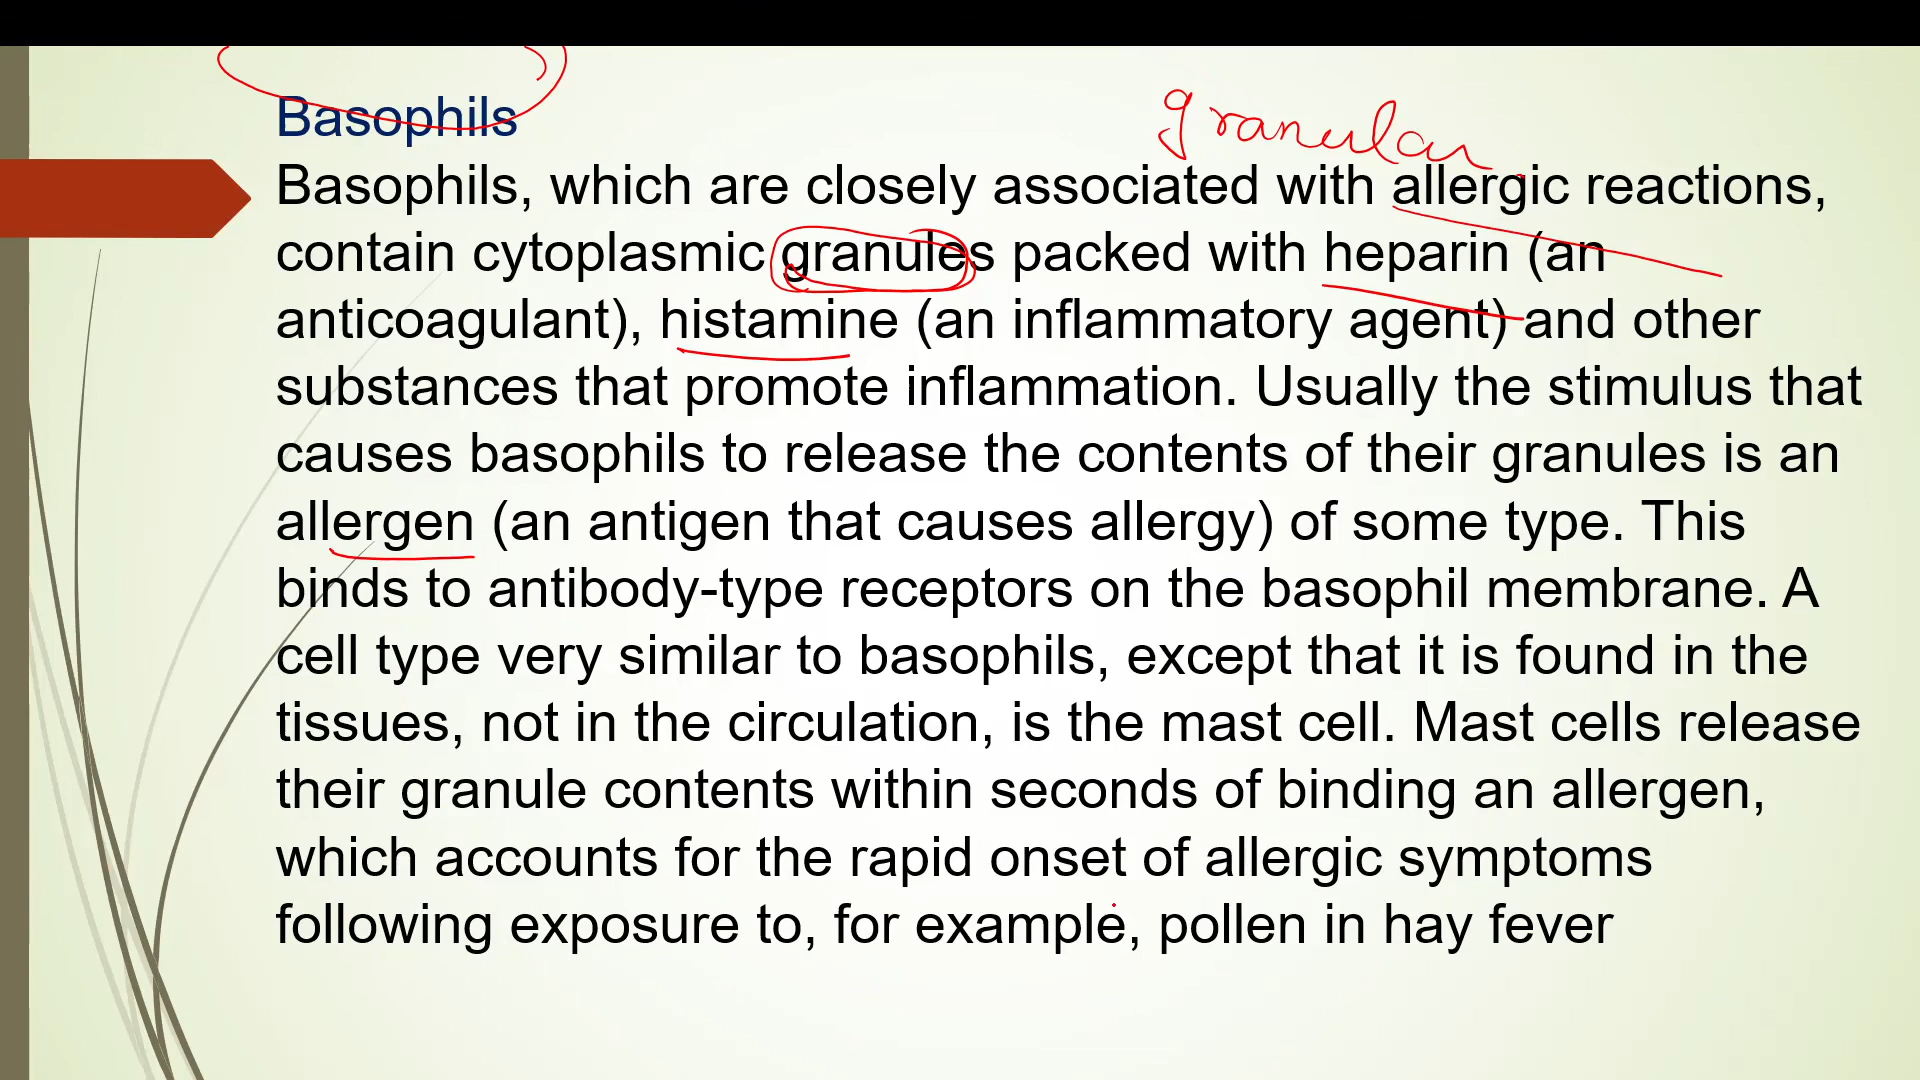 Basophils
granular
Basophils, which are closely associated with allergic reactions,
contain cytoplasmic granules packed with heparin (an
anticoagulant), histamine (an inflammatory agent) and other
substances that promote inflammation. Usually the stimulus that
causes basophils to release the contents of their granules is an
allergen (an antigen that causes allergy) of some type. This
binds to antibody-type receptors on the basophil membrane. A
cell type very similar to basophils, except that it is found in the
tissues, not in the circulation, is the mast cell. Mast cells release
their granule contents within seconds of binding an allergen,
which accounts for the rapid onset of allergic symptoms
following exposure to, for example, pollen in hay fever